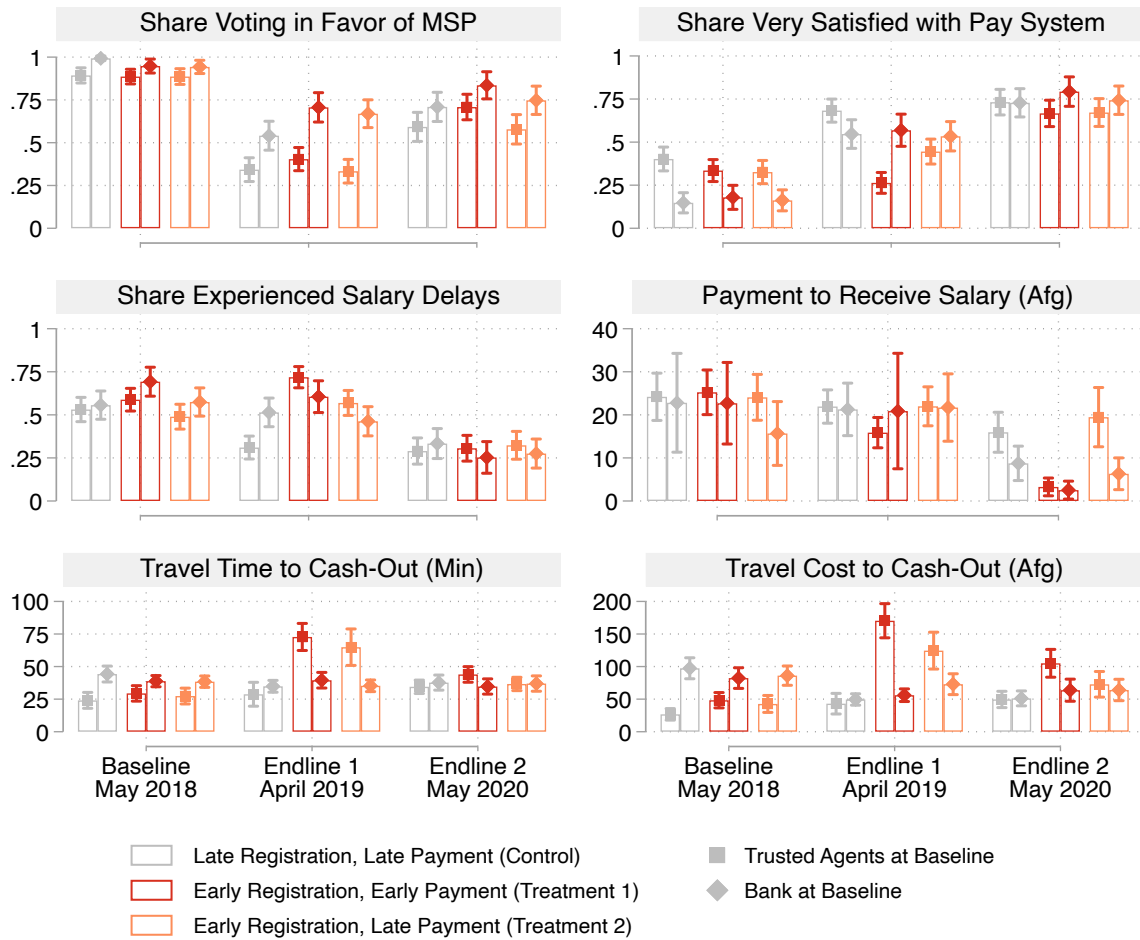 Share Voting in Favor of MSP
Share Very Satisfied with Pay System
1
.75
.5
.25
0
1
.75
.5
.25
0
Share Experienced Salary Delays
Payment to Receive Salary (Afg)
1
.75
.5
.25
0
40
30
20
10
0
Travel Time to Cash-Out (Min)
Travel Cost to Cash-Out (Afg)
100
75
50
25
0
200
150
100
50
0
Baseline
May 2018
Endline 1
April 2019
Endline 2
May 2020
Baseline
May 2018
Endline 1
April 2019
Endline 2
May 2020
Late Registration, Late Payment (Control)
Early Registration, Early Payment (Treatment 1)
Early Registration, Late Payment (Treatment 2)
Trusted Agents at Baseline
Bank at Baseline